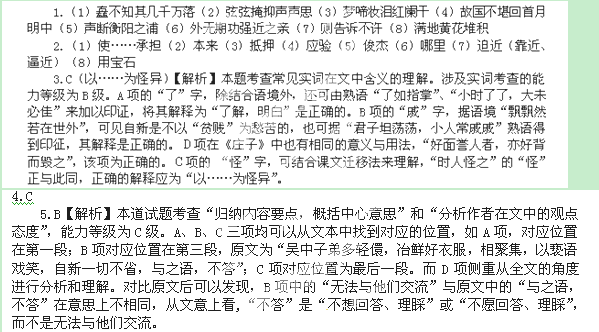 1.（1）矗不知其几千万落（2）弦弦掩抑声声思（3）梦啼妆泪红阑干（4）故国不堪回首月
明中（5）声断衡阳之浦（6）外无期功强近之亲（7）则告诉不许（8）满地黄花堆积
2.（1）使……承担（2）本来（3）抵押（4）应验（5）俊杰（6）哪里（7）迫近（靠近、
逼近）（8）用宝石
3.C（以……为怪异）【解析】本题考查常见实词在文中含义的理解。涉及实词考查的能
力等级为B级。A项的“了”字，除结合语境外，还可由熟语“了如指掌”、“小时了了，大未
必佳”来加以印证，将其解释为“了解，明白”是正确的。B项的“戚”字，据语境“飘飘然
若在世外”，可见自新是不以“贫贱”为愁苦的，也可据“君子坦荡荡，小人常戚戚”熟语得
到印证，其解释是正确的。D项在《庄子》中也有相同的意义与用法，“好面誉人者，亦好背
而毁之”，该项为正确的。C项的“怪”字，可结合课文迁移法来理解，“时人怪之”的“怪”
正与此同，正确的解释应为“以……为怪异”。
4.C
5.B【解析】本道试题考查“归纳内容要点，概括中心意思”和“分析作者在文中的观点
态度”，能力等级为C级。A、B、C三项均可以从文本中找到对应的位置，如A项，对应位置
在第一段；B项对应位置在第三段，原文为“吴中子弟多轻儇，冶鲜好衣服，相聚集，以亵语
戏笑，自新一切不省，与之语，不答”；C项对应位置为最后一段。而D项侧重从全文的角度
进行分析和理解。对比原文后可以发现，B项中的“无法与他们交流”与原文中的“与之语，
不答”在意思上不相同，从文意上看，“不答”是“不想回答、理睬”或“不愿回答、理睬”，
而不是无法与他们交流。